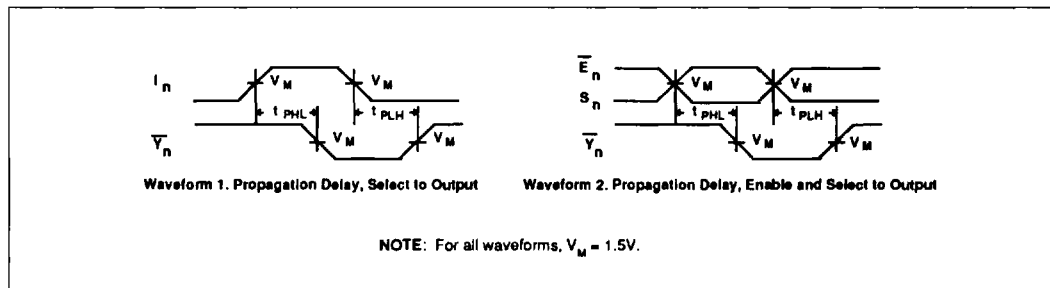 I n
V M
V M
t PHL
t PLH
Y̅ n
V M
V M
Waveform 1. Propagation Delay, Select to Output
E̅ n
S n
V M
V M
t PHL
t PLH
Y̅ n
V M
V M
Waveform 2. Propagation Delay, Enable and Select to Output
NOTE: For all waveforms, V M = 1.5V.